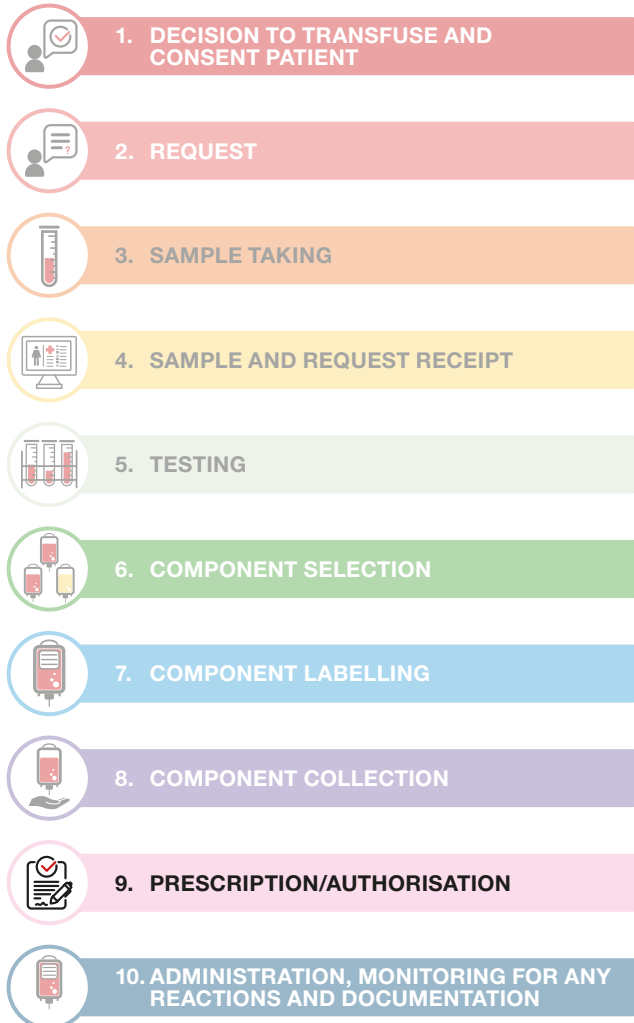 1. DECISION TO TRANSFUSE AND
CONSENT PATIENT
2. REQUEST
?
3. SAMPLE TAKING
4. SAMPLE AND REQUEST RECEIPT
5. TESTING
6. COMPONENT SELECTION
7. COMPONENT LABELLING
8. COMPONENT COLLECTION
9. PRESCRIPTION/AUTHORISATION
10. ADMINISTRATION, MONITORING FOR ANY
REACTIONS AND DOCUMENTATION